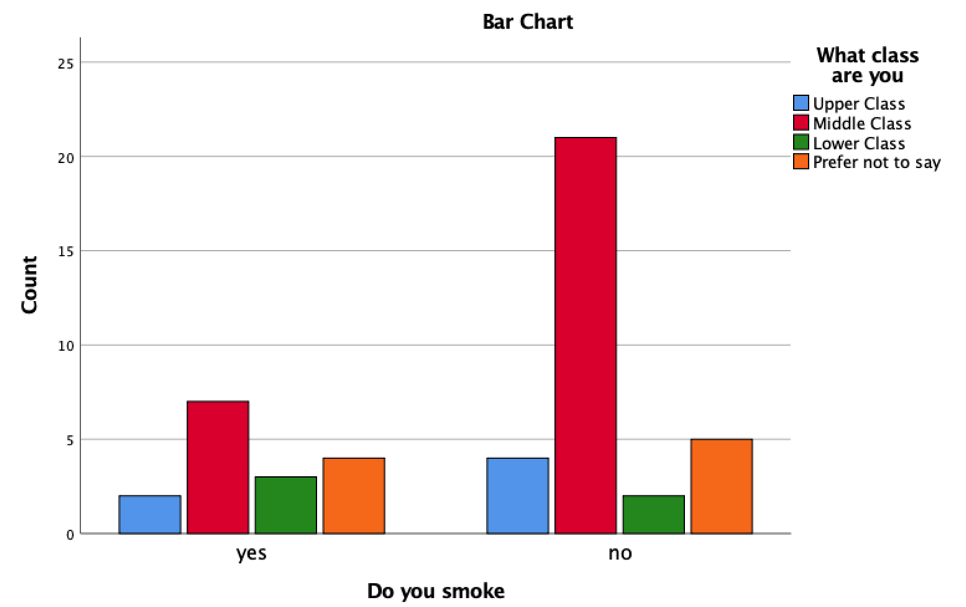 Bar Chart
What class
are you
Upper Class
Middle Class
Lower Class
Prefer not to say
Count
25
20
15
10
5
0
yes
no
Do you smoke